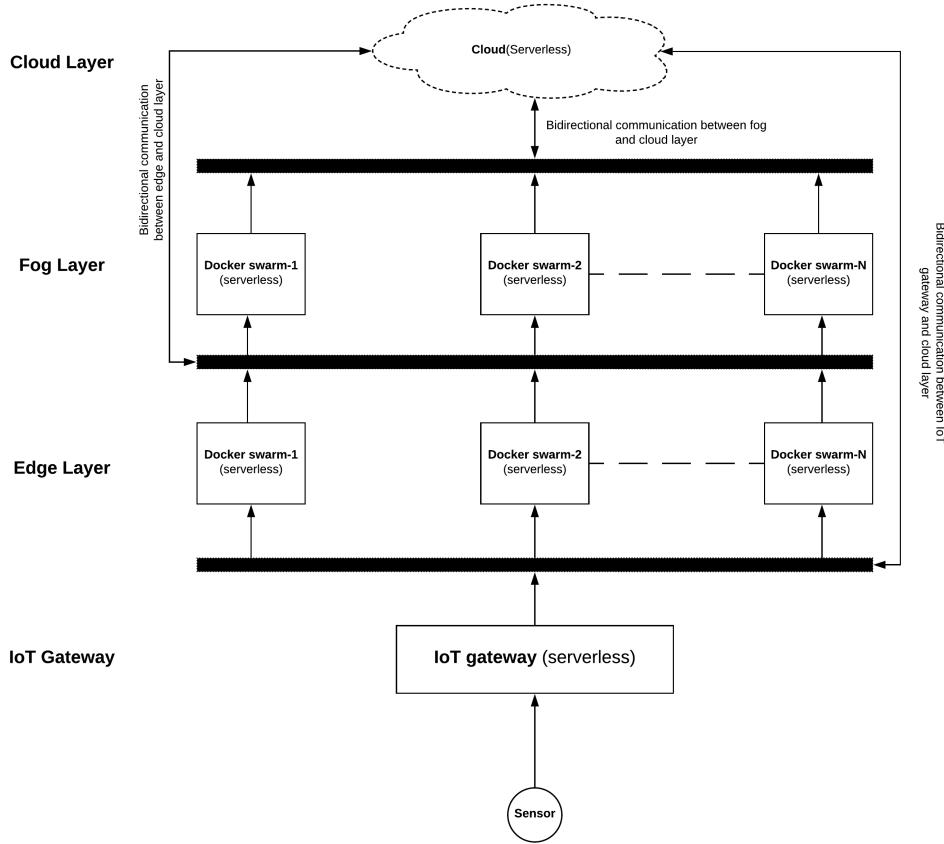 Cloud Layer
Cloud(Serverless)
Bidirectional communication
between edge and cloud layer
Bidirectional communication between fog
and cloud layer
Bidirectional communication between IoT
gateway and cloud layer
Fog Layer
Docker swarm-1
(serverless)
Docker swarm-2
(serverless)
Docker swarm-N
(serverless)
Edge Layer
Docker swarm-1
(serverless)
Docker swarm-2
(serverless)
Docker swarm-N
(serverless)
IoT Gateway
IoT gateway (serverless)
Sensor